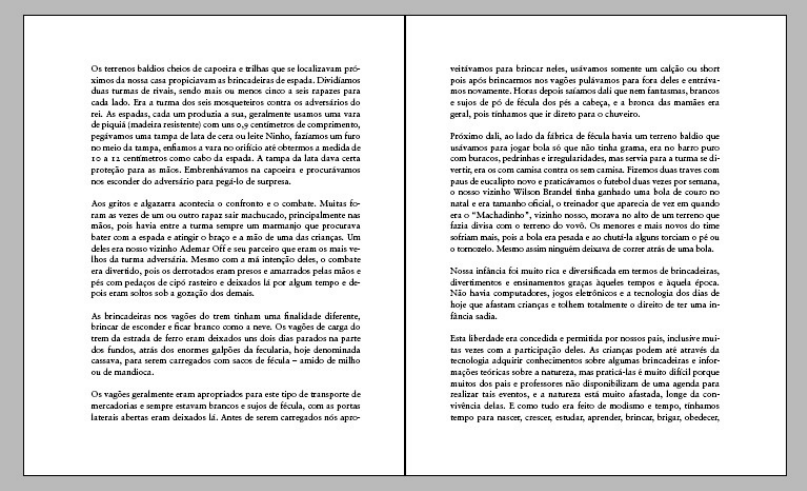 Os terrenos baldios cheios de capoeira e trilhas que se localizavam pró-
ximos da nossa casa propiciavam as brincadeiras de espada. Dividíamos
duas turmas de rivais, sendo mais ou menos cinco a seis rapazes para
cada lado. Era a turma dos seis mosqueteiros contra os adversários do
rei. As espadas, cada um produzia a sua, geralmente usamos uma vara
de piquiá (madeira resistente) com uns 0,9 centímetros de comprimento,
pegávamos uma tampa de lata de cera ou leite Ninho, fazíamos um furo
no meio da tampa, enfiamos a vara no orifício até obtermos a medida de
10 a 12 centímetros como cabo da espada. A tampa da lata dava certa
proteção para as mãos. Embrenhávamos na capoeira e procurávamos
nos esconder do adversário para pegá-lo de surpresa.
Aos gritos e algazarra acontecia o confronto e o combate. Muitas fo-
ram as vezes de um ou outro rapaz sair machucado, principalmente nas
mãos, pois havia entre a turma sempre um marmanjo que procurava
bater com a espada e atingir o braço e a mão de uma das crianças. Um
deles era nosso vizinho Ademar Off e seu parceiro que eram os mais ve-
lhos da turma adversária. Mesmo com a má intenção deles, o combate
era divertido, pois os derrotados eram presos e amarrados pelas mãos e
pés com pedaços de cipó rasteiro e deixados lá por algum tempo e de-
pois eram soltos sob a gozação dos demais.
As brincadeiras nos vagões do trem tinham uma finalidade diferente,
brincar de esconder e ficar branco como a neve. Os vagões de carga do
trem da estrada de ferro eram deixados uns dois dias parados na parte
dos fundos, atrás dos enormes galpões da fecularia, hoje denominada
cassava, para serem carregados com sacos de fécula – amido de milho
ou de mandioca.
Os vagões geralmente eram apropriados para este tipo de transporte de
mercadorias e sempre estavam brancos e sujos de fécula, com as portas
laterais abertas eram deixados lá. Antes de serem carregados nós apro-
veitávamos para brincar neles, usávamos somente um calção ou short
pois após brincarmos nos vagões pulávamos para fora deles e entráva-
mos novamente. Horas depois saíamos dali que nem fantasmas, brancos
e sujos de pó de fécula dos pés a cabeça, e a bronca das mamães era
geral, pois tínhamos que ir direto para o chuveiro.
Próximo dali, ao lado da fábrica de fécula havia um terreno baldio que
usávamos para jogar bola só que não tinha grama, era no barro puro
com buracos, pedrinhas e irregularidades, mas servia para a turma se di-
vertir, era os com camisa contra os sem camisa. Fizemos duas traves com
paus de eucalipto novo e praticávamos o futebol duas vezes por semana,
o nosso vizinho Wilson Brandel tinha ganhado uma bola de couro no
natal e era tamanho oficial, o treinador que aparecia de vez em quando
era o "Machadinho", vizinho nosso, morava no alto de um terreno que
fazia divisa com o terreno do vovô. Os menores e mais novos do time
sofriam mais, pois a bola era pesada e ao chutá-la alguns torciam o pé ou
o tornozelo. Mesmo assim ninguém deixava de correr atrás de uma bola.
Nossa infância foi muito rica e diversificada em termos de brincadeiras,
divertimentos e ensinamentos graças àqueles tempos e àquela época.
Não havia computadores, jogos eletrônicos e a tecnologia dos dias de
hoje que afastam crianças e tolhem totalmente o direito de ter uma in-
fância sadia.
Esta liberdade era concedida e permitida por nossos pais, inclusive mui-
tas vezes com a participação deles. As crianças podem até através da
tecnologia adquirir conhecimentos sobre algumas brincadeiras e infor-
mações teóricas sobre a natureza, mas praticá-las é muito difícil porque
muitos dos pais e professores não disponibilizam de uma agenda para
realizar tais eventos, e a natureza está muito afastada, longe da con-
vivência delas. E como tudo era feito de modismo e tempo, tínhamos
tempo para nascer, crescer, estudar, aprender, brincar, brigar, obedecer,